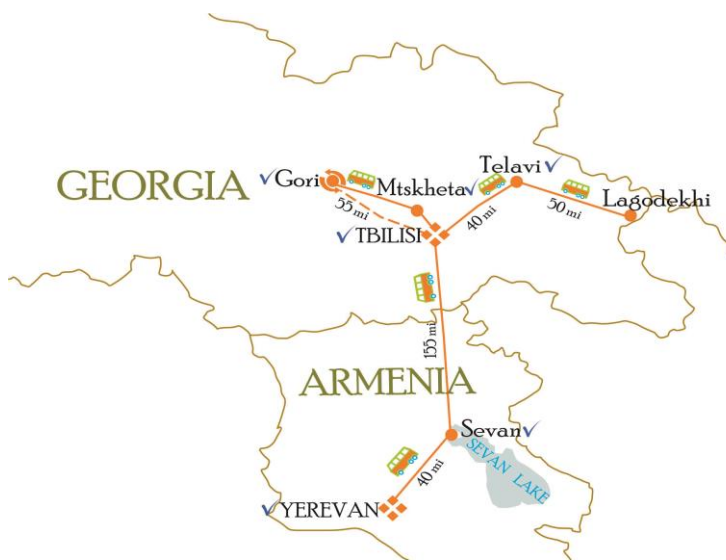 Telavi
GEORGIA
Gori
Mtskheta
Lagodekhi
55 mi
40 mi
50 mi
TBILISI
155 mi
ARMENIA
Sevan
SEVAN LAKE
40 mi
YEREVAN